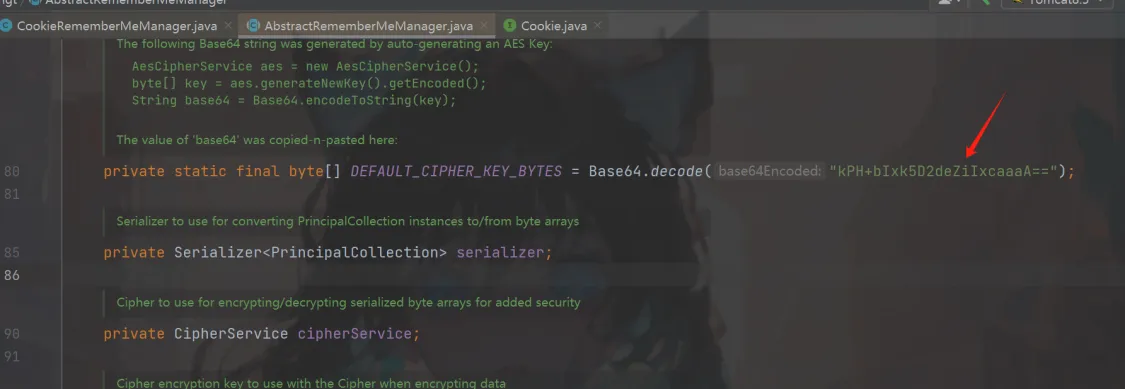 AbstractRememberMeManager
CookieRememberMeManager.java
AbstractRememberMeManager.java
Cookie.java
The following Base64 string was generated by auto-generating an AES Key:
AesCipherService aes = new AesCipherService();
byte[] key = aes.generateNewKey().getEncoded();
String base64 = Base64.encodeToString(key);
The value of 'base64' was copied-n-pasted here:
80 private static final byte[] DEFAULT_CIPHER_KEY_BYTES = Base64.decode( base64Encoded: "kPH+bIxk5D2deZiIxcaaaA==");
81
Serializer to use for converting PrincipalCollection instances to/from byte arrays
85 private Serializer<PrincipalCollection> serializer;
86
Cipher to use for encrypting/decrypting serialized byte arrays for added security
90 private CipherService cipherService;
91
Cipher encryption key to use with the Cipher when encrypting data